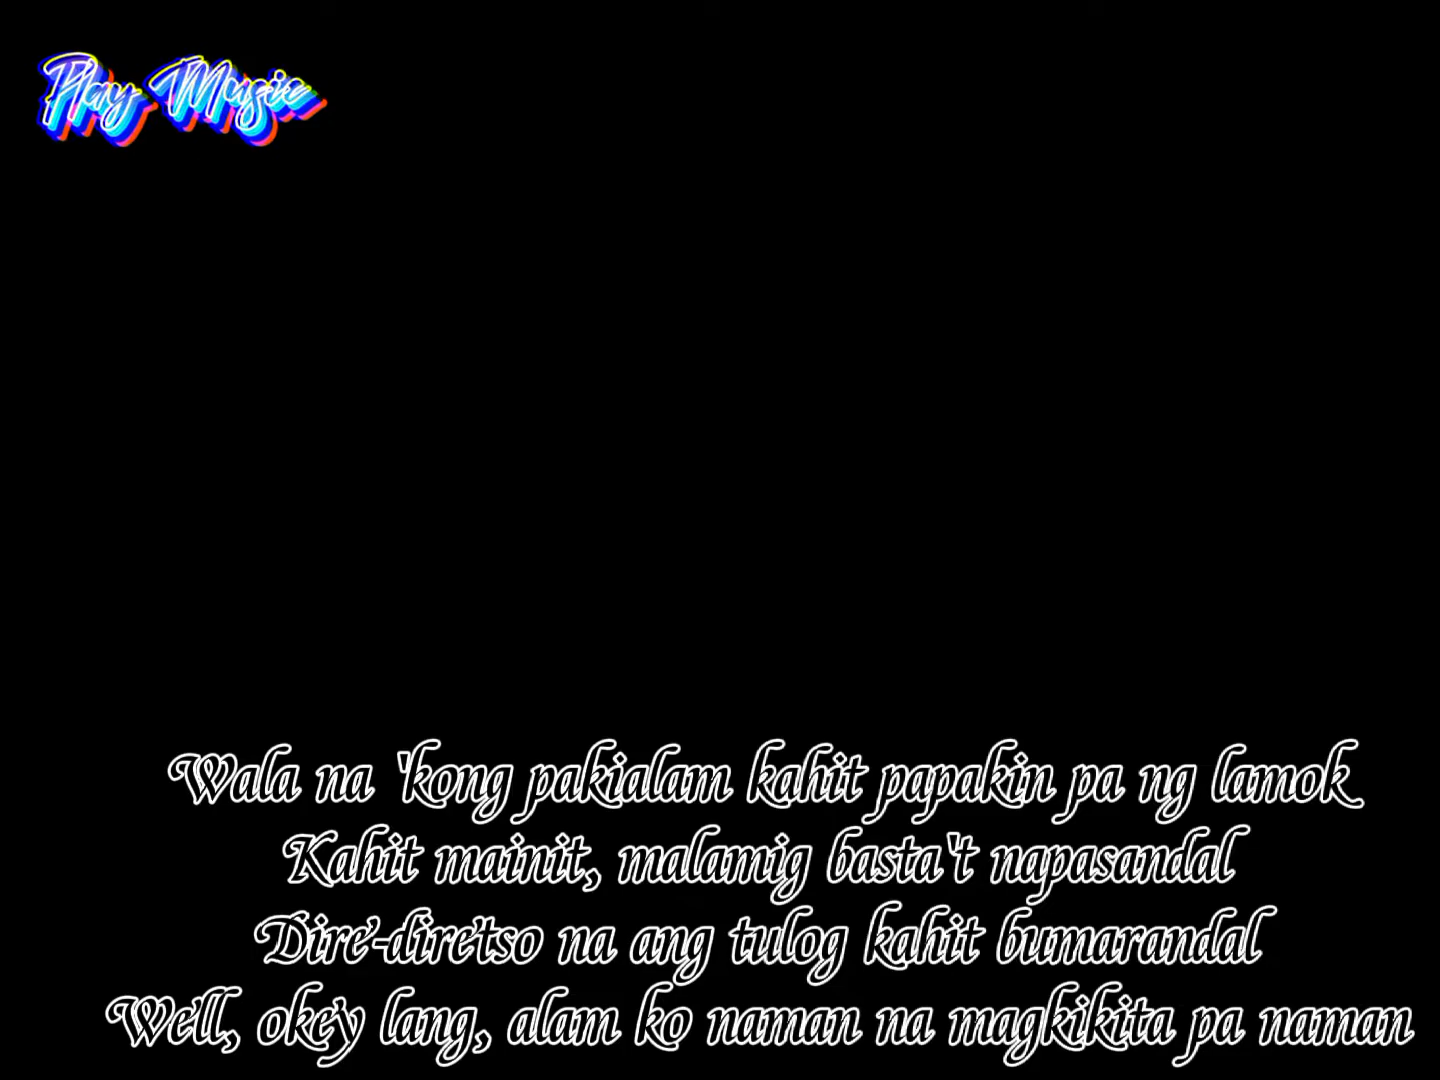 Play Music
Wala na 'kong pakialam kahit papakin pa ng lamok
Kahit mainit, malamig basta't napasandal
Dire-diretso na ang tulog kahit bumarandal
Well, okey lang, alam ko naman na magkikita pa naman